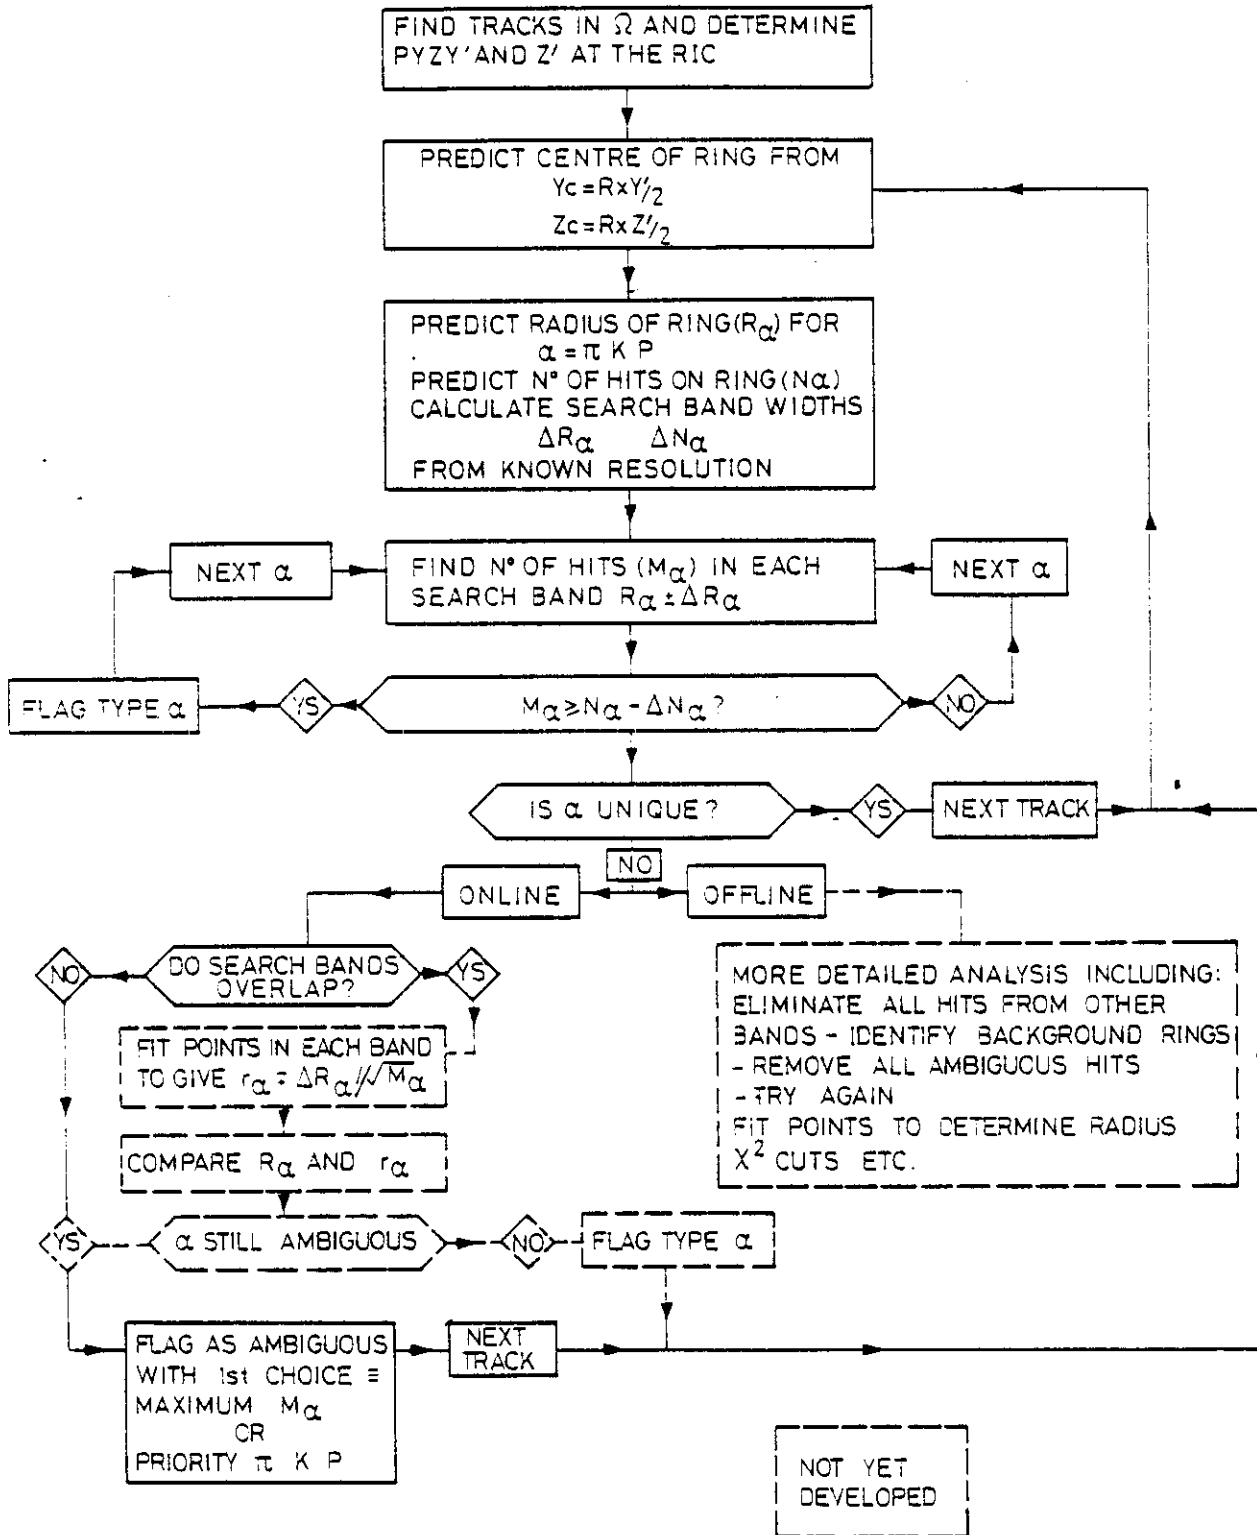 FIND TRACKS IN Ω AND DETERMINE
PYZY' AND Z' AT THE RIC
PREDICT CENTRE OF RING FROM
Yc = RxY'/2
Zc = RxZ'/2
PREDICT RADIUS OF RING (Rα) FOR
α = π K P
PREDICT N° OF HITS ON RING (Nα)
CALCULATE SEARCH BAND WIDTHS
ΔRα ΔNα
FROM KNOWN RESOLUTION
NEXT α
FIND N° OF HITS (Mα) IN EACH
SEARCH BAND Rα ± ΔRα
NEXT α
FLAG TYPE α
YS
Mα ≥ Nα - ΔNα ?
NO
IS α UNIQUE ?
YS
NEXT TRACK
NO
ONLINE
OFFLINE
NO
DO SEARCH BANDS
OVERLAP?
YS
MORE DETAILED ANALYSIS INCLUDING:
ELIMINATE ALL HITS FROM OTHER
BANDS - IDENTIFY BACKGROUND RINGS
- REMOVE ALL AMBIGUOUS HITS
- TRY AGAIN
FIT POINTS TO DETERMINE RADIUS
X² CUTS ETC.
FIT POINTS IN EACH BAND
TO GIVE rα ∓ ΔRα/√Mα
COMPARE Rα AND rα
YS
α STILL AMBIGUOUS
NO
FLAG TYPE α
FLAG AS AMBIGUOUS
WITH 1st CHOICE ≡
MAXIMUM Mα
OR
PRIORITY π K P
NEXT
TRACK
NOT YET
DEVELOPED